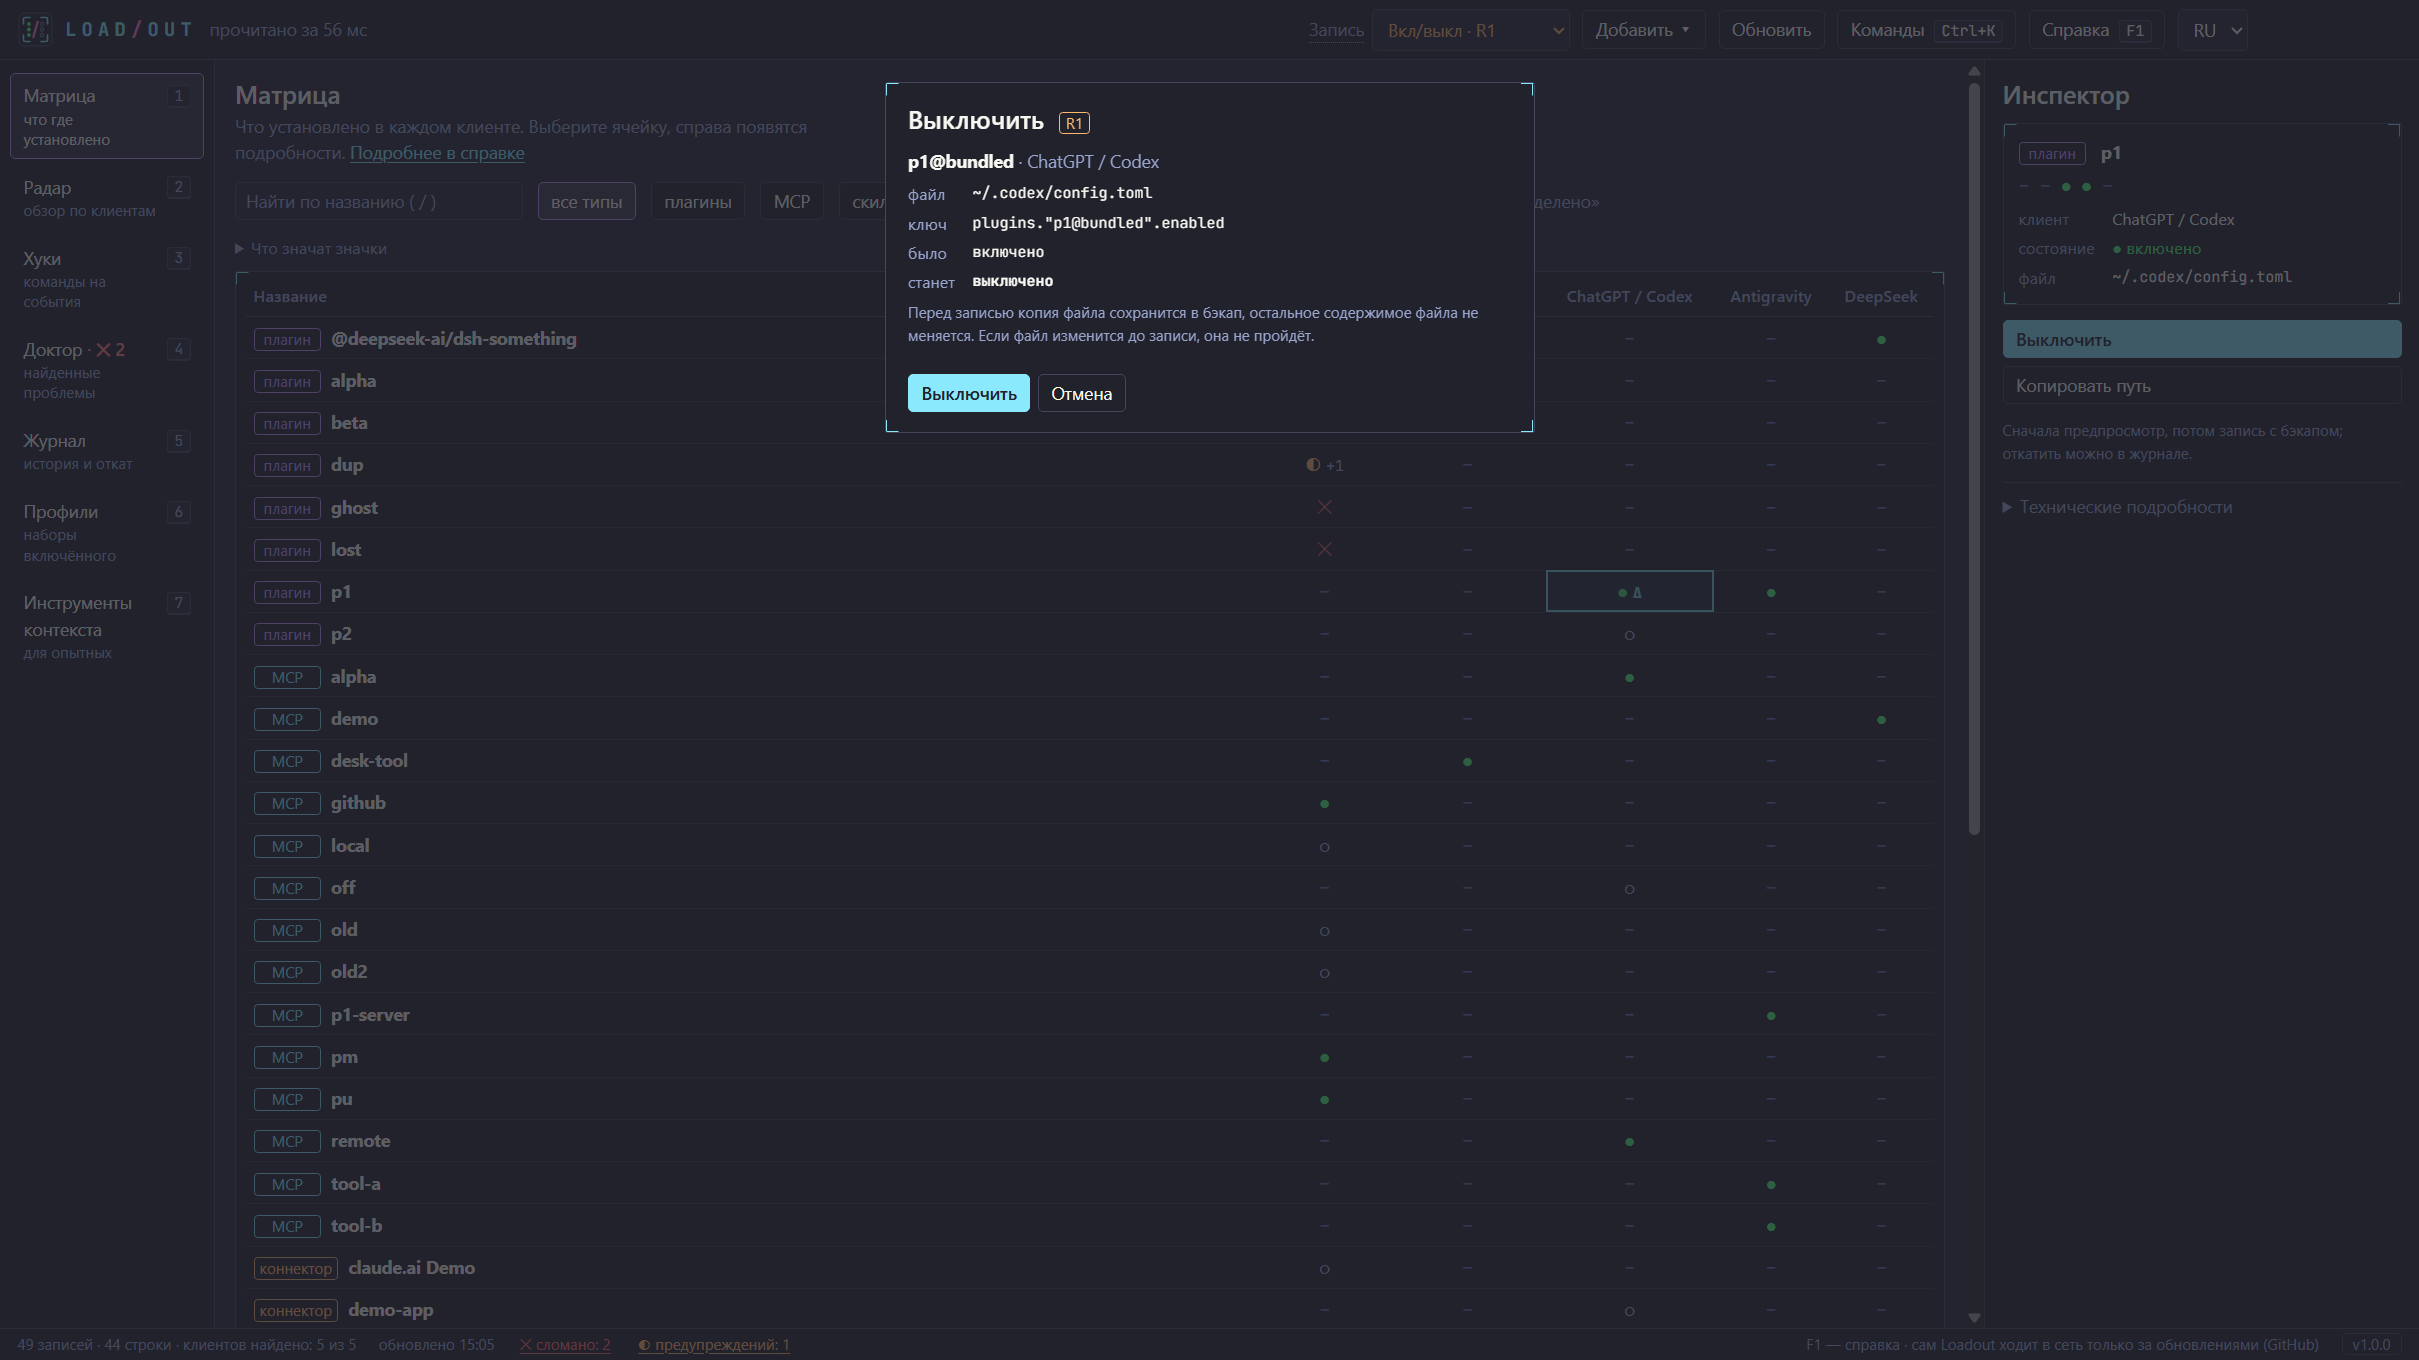 LOAD/OUT прочитано за 56 мс
Запись Вкл/выкл · R1 Добавить Обновить Команды Ctrl+K Справка F1 RU
Матрица 1
что где
установлено
Радар 2
обзор по клиентам
Хуки 3
команды на
события
Доктор · 2 4
найденные
проблемы
Журнал 5
история и откат
Профили 6
наборы
включённого
Инструменты 7
контекста
для опытных
Матрица
Что установлено в каждом клиенте. Выберите ячейку, справа появятся
подробности. Подробнее в справке
Найти по названию ( / ) все типы плагины MCP скил делено»
Что значат значки
Название ChatGPT / Codex Antigravity DeepSeek
плагин @deepseek-ai/dsh-something – – ●
плагин alpha – – –
плагин beta – – –
плагин dup ◐ +1 – – – –
плагин ghost ✕ – – – –
плагин lost ✕ – – – –
плагин p1 – – ● Δ ● –
плагин p2 – – ○ – –
MCP alpha – – ● – –
MCP demo – – – – ●
MCP desk-tool – ● – – –
MCP github ● – – – –
MCP local ○ – – – –
MCP off – – ○ – –
MCP old ○ – – – –
MCP old2 ○ – – – –
MCP p1-server – – – ● –
MCP pm ● – – – –
MCP pu ● – – – –
MCP remote – – ● – –
MCP tool-a – – – ● –
MCP tool-b – – – ● –
коннектор claude.ai Demo ○ – – – –
коннектор demo-app – – ○ – –
Выключить R1
p1@bundled · ChatGPT / Codex
файл ~/.codex/config.toml
ключ plugins."p1@bundled".enabled
было включено
станет выключено
Перед записью копия файла сохранится в бэкап, остальное содержимое файла не
меняется. Если файл изменится до записи, она не пройдёт.
Выключить Отмена
Инспектор
плагин p1
– – ● ● –
клиент ChatGPT / Codex
состояние ● включено
файл ~/.codex/config.toml
Выключить
Копировать путь
Сначала предпросмотр, потом запись с бэкапом;
откатить можно в журнале.
Технические подробности
49 записей · 44 строки · клиентов найдено: 5 из 5 обновлено 15:05 ✕ сломано: 2 ◐ предупреждений: 1 F1 — справка · сам Loadout ходит в сеть только за обновлениями (GitHub) v1.0.0